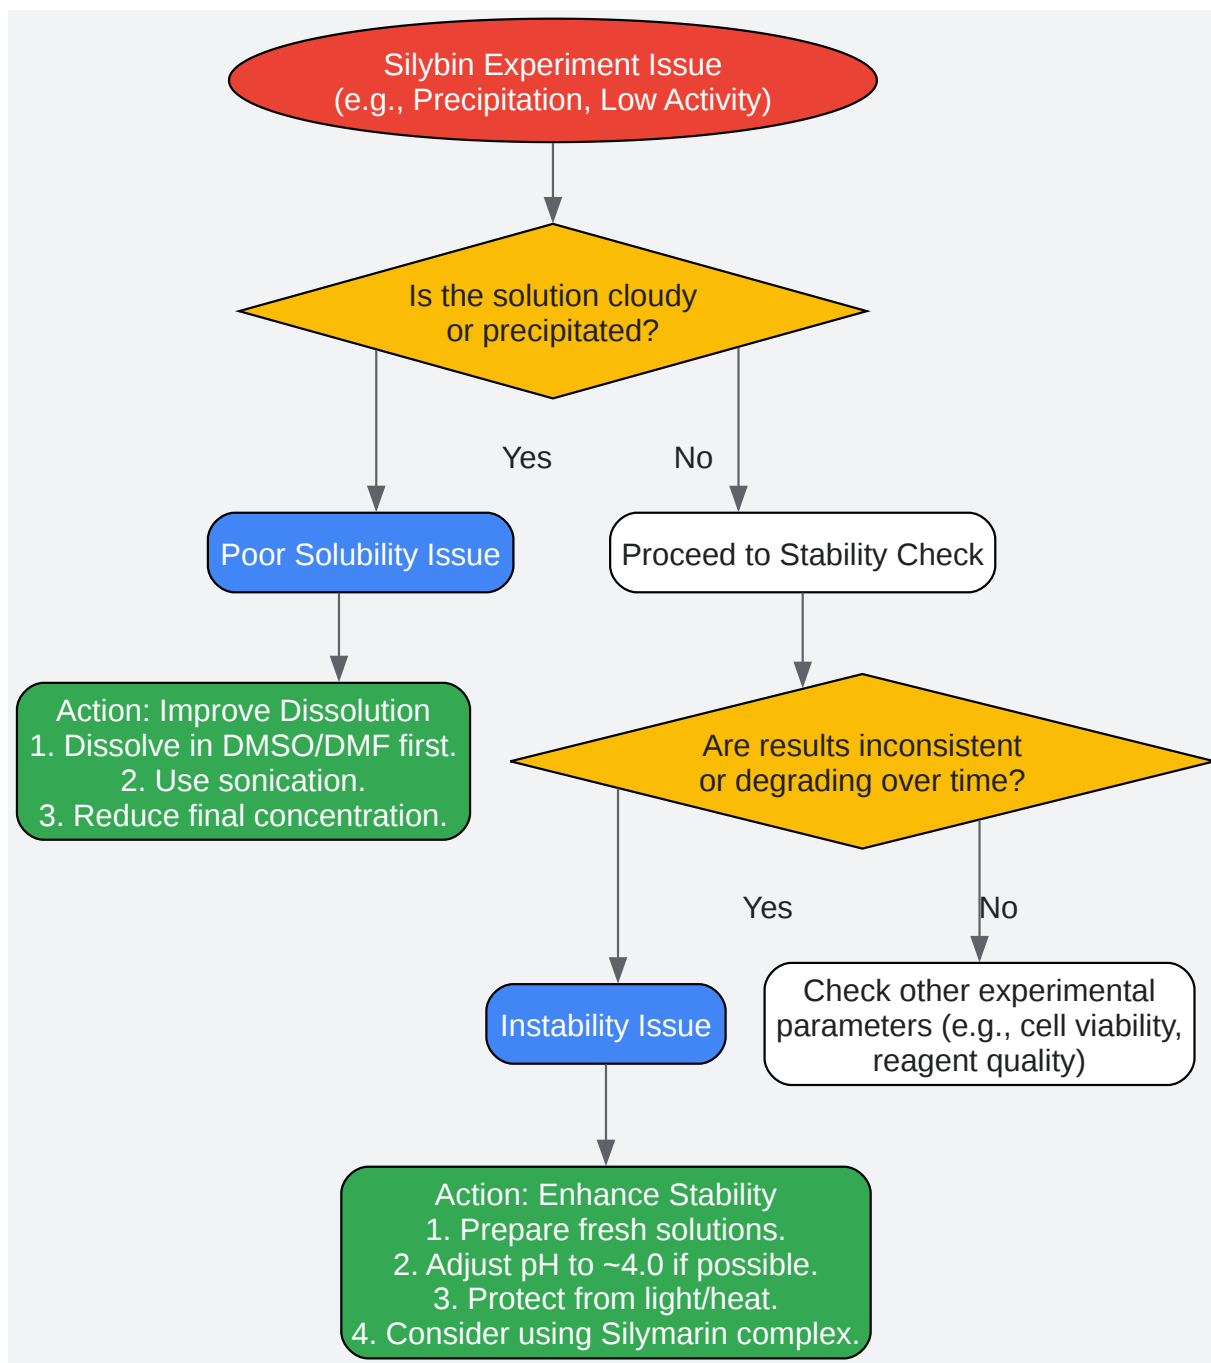 Silybin Experiment Issue
(e.g., Precipitation, Low Activity)
Is the solution cloudy
or precipitated?
Yes
No
Poor Solubility Issue
Proceed to Stability Check
Action: Improve Dissolution
1. Dissolve in DMSO/DMF first.
2. Use sonication.
3. Reduce final concentration.
Are results inconsistent
or degrading over time?
Yes
No
Instability Issue
Check other experimental
parameters (e.g., cell viability,
reagent quality)
Action: Enhance Stability
1. Prepare fresh solutions.
2. Adjust pH to ~4.0 if possible.
3. Protect from light/heat.
4. Consider using Silymarin complex.